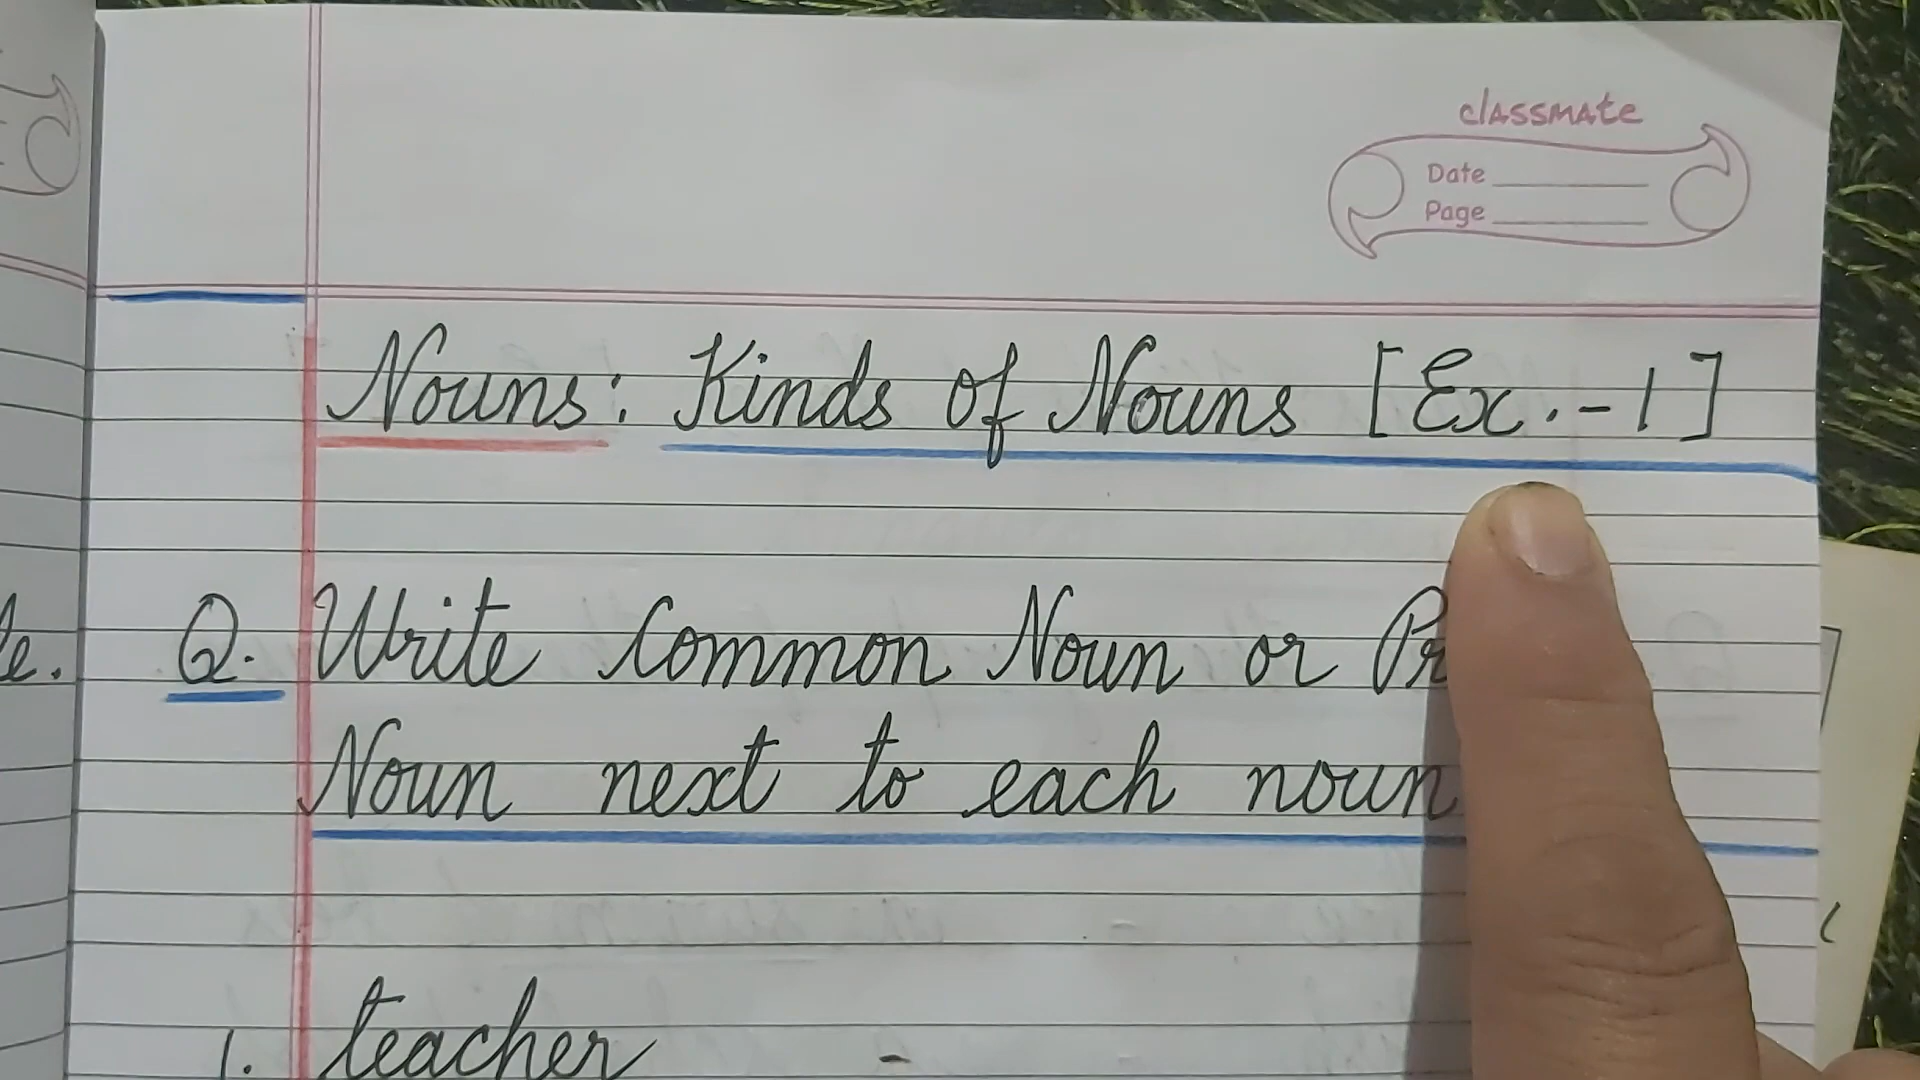 classmate
Date
Page
Nouns: Kinds of Nouns [Ex.-1]
Q. Write Common Noun or
Noun next to each noun
1. teacher -